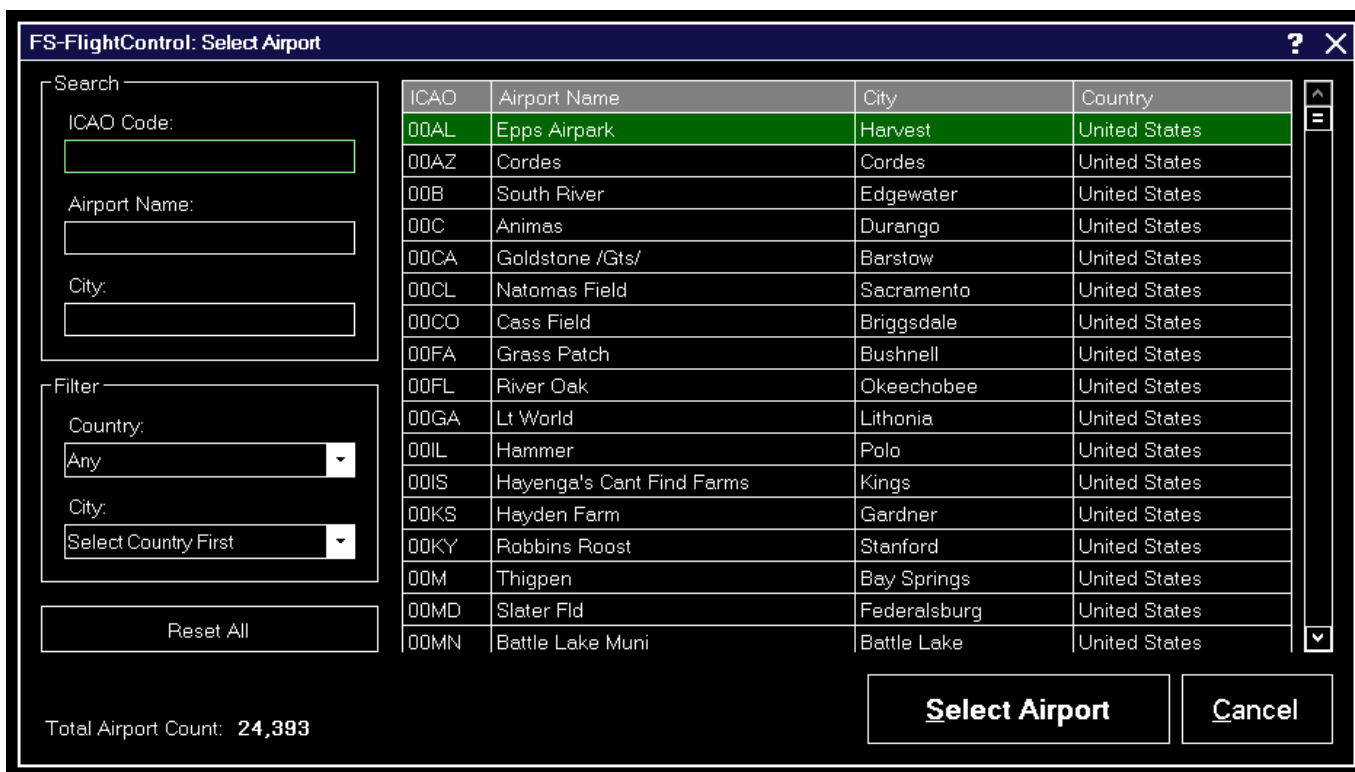 FS-FlightControl: Select Airport ? X
Search
ICAO Code:
Airport Name:
City:
Filter
Country:
Any
City:
Select Country First
Reset All
Total Airport Count: 24,393
ICAO Airport Name City Country
00AL Epps Airpark Harvest United States
00AZ Cordes Cordes United States
00B South River Edgewater United States
00C Animas Durango United States
00CA Goldstone /Gts/ Barstow United States
00CL Natomas Field Sacramento United States
00CO Cass Field Briggsdale United States
00FA Grass Patch Bushnell United States
00FL River Oak Okeechobee United States
00GA Lt World Lithonia United States
00IL Hammer Polo United States
00IS Hayenga's Cant Find Farms Kings United States
00KS Hayden Farm Gardner United States
00KY Robbins Roost Stanford United States
00M Thigpen Bay Springs United States
00MD Slater Fld Federalsburg United States
00MN Battle Lake Muni Battle Lake United States
Select Airport Cancel